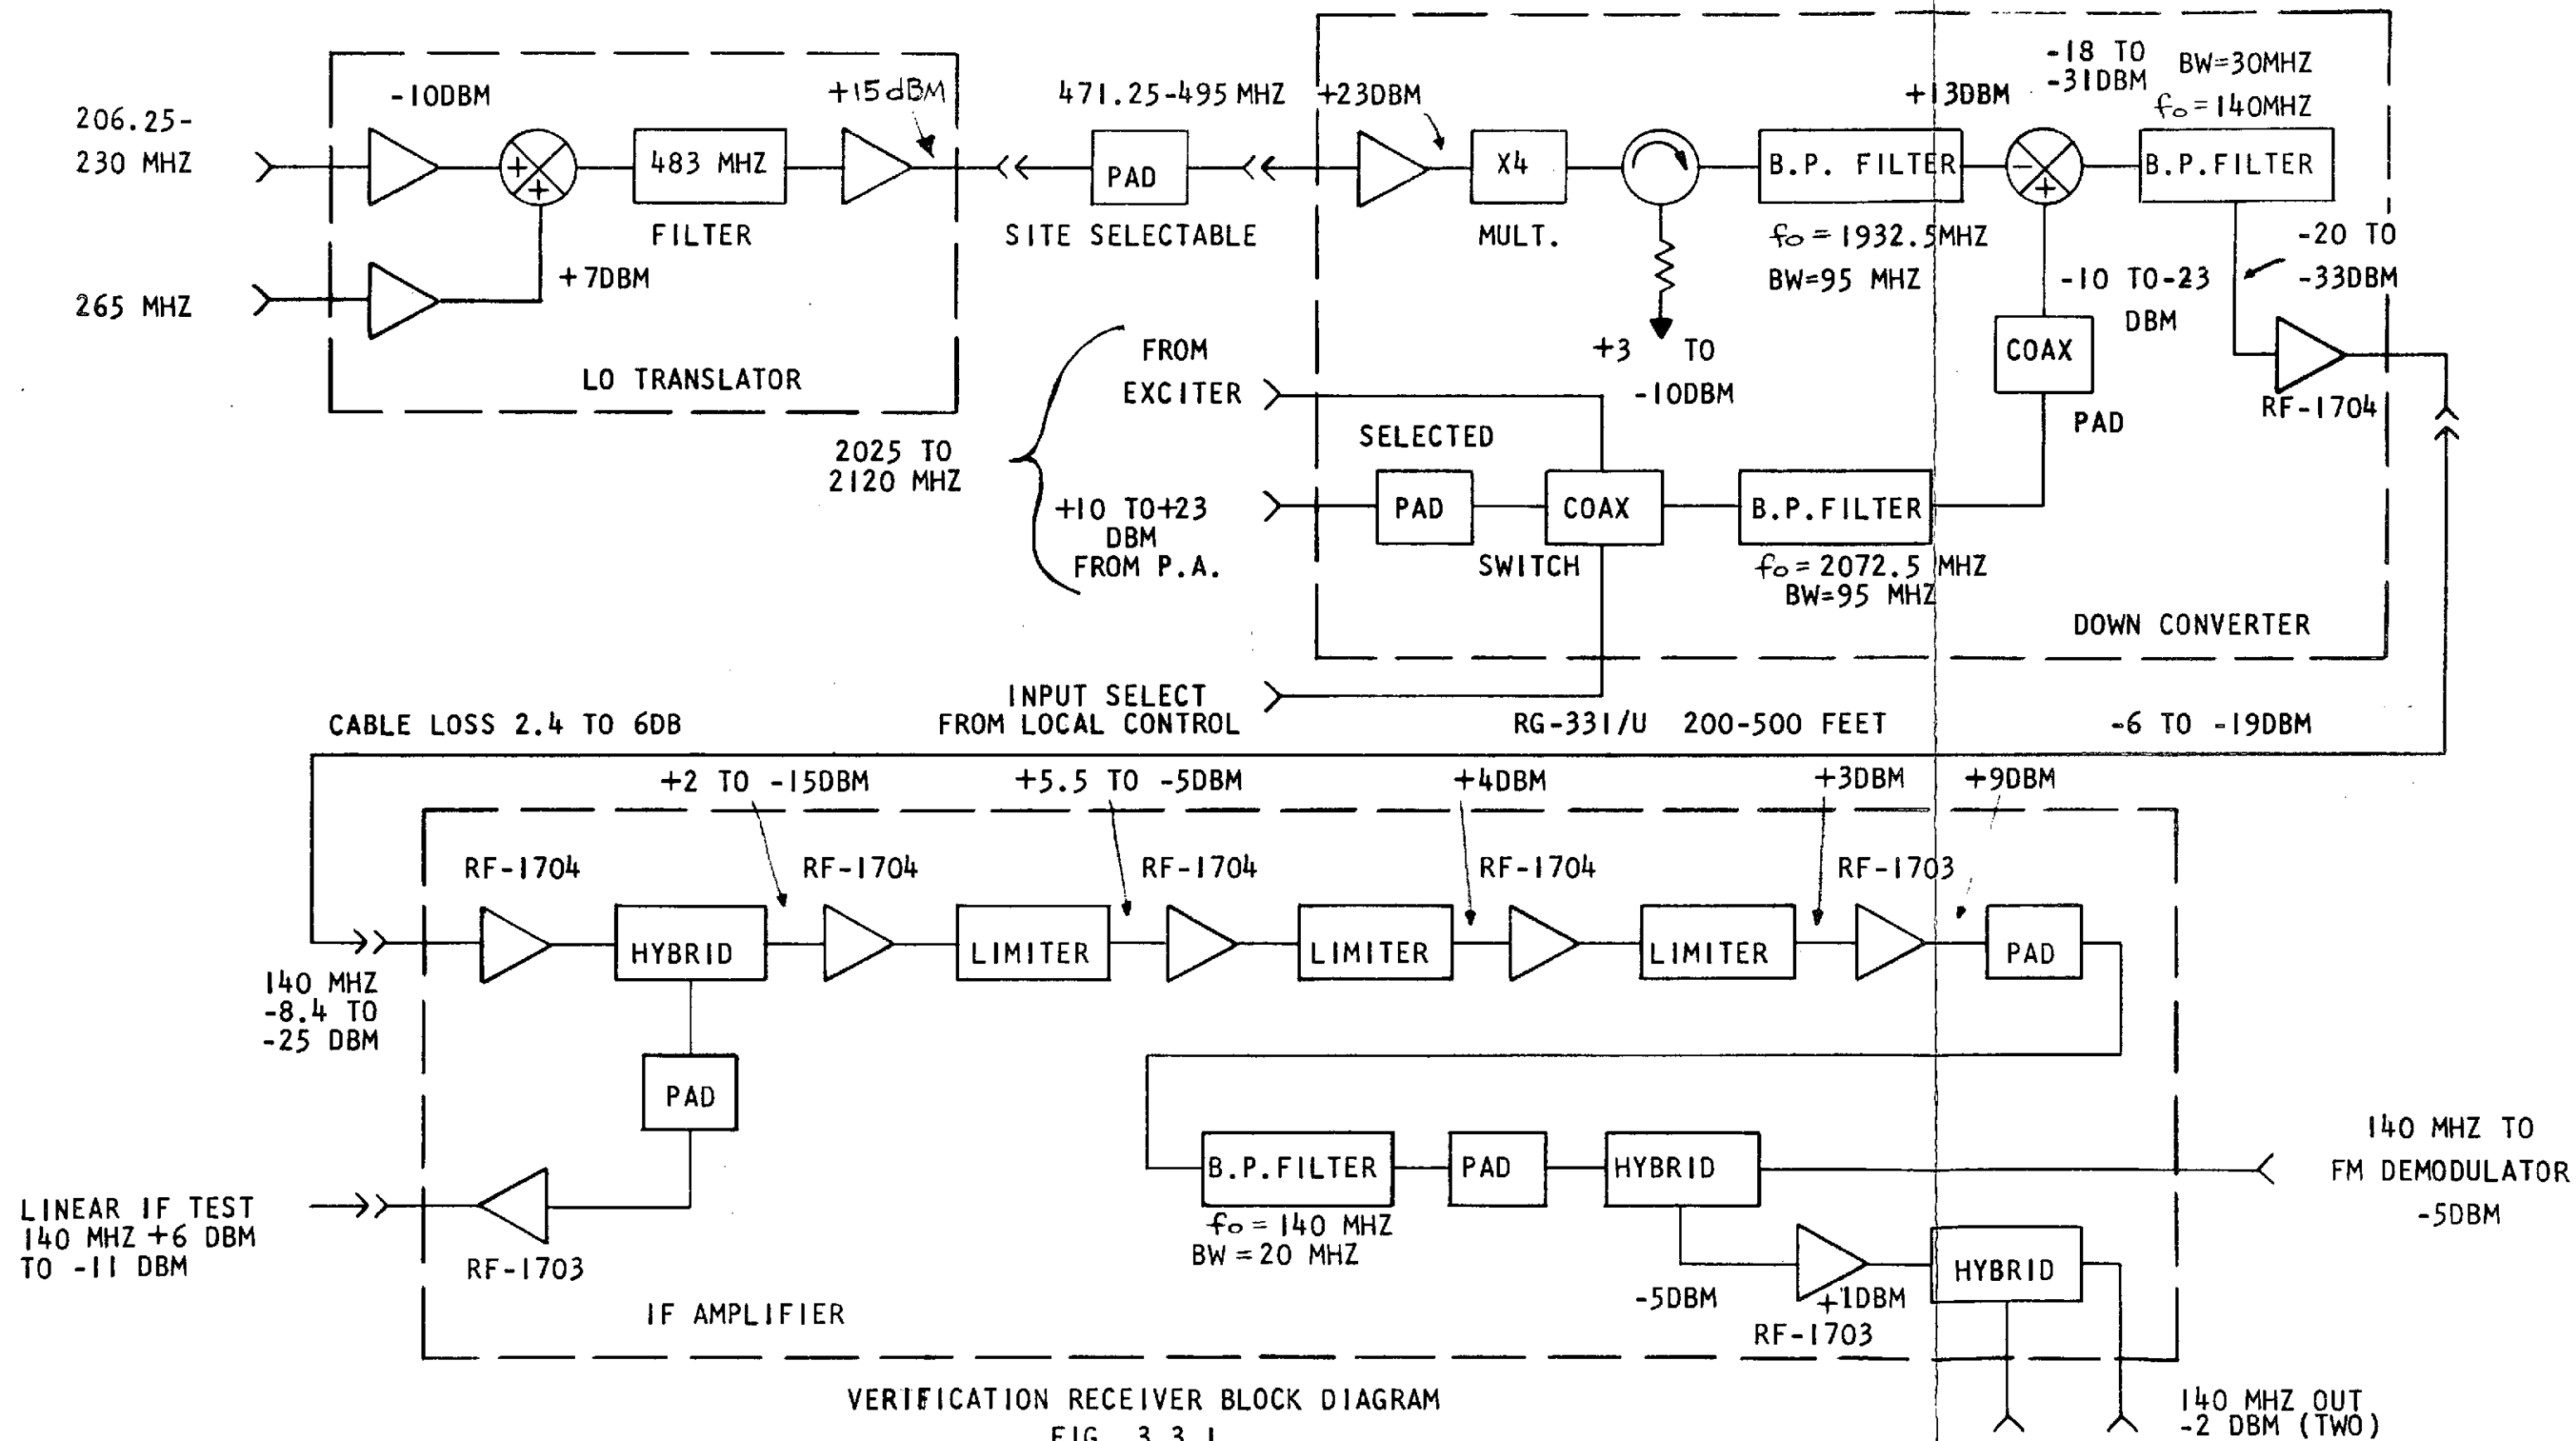 206.25-
230 MHZ
265 MHZ
-10DBM
+
+
483 MHZ
FILTER
+15dBM
+7DBM
LO TRANSLATOR
471.25-495 MHZ
PAD
SITE SELECTABLE
+23DBM
X4
MULT.
+3 TO
-10DBM
B.P. FILTER
fo = 1932.5MHZ
BW=95 MHZ
+13DBM
-
+
-18 TO
-31DBM
BW=30MHZ
fo = 140MHZ
B.P.FILTER
-20 TO
-33DBM
-10 TO-23
DBM
COAX
PAD
RF-1704
2025 TO
2120 MHZ
FROM
EXCITER
+10 TO+23
DBM
FROM P.A.
SELECTED
PAD
COAX
SWITCH
B.P.FILTER
fo = 2072.5 MHZ
BW=95 MHZ
DOWN CONVERTER
INPUT SELECT
FROM LOCAL CONTROL
CABLE LOSS 2.4 TO 6DB
RG-331/U 200-500 FEET
-6 TO -19DBM
+2 TO -15DBM
+5.5 TO -5DBM
+4DBM
+3DBM
+9DBM
RF-1704
RF-1704
RF-1704
RF-1704
RF-1703
HYBRID
LIMITER
LIMITER
LIMITER
PAD
140 MHZ
-8.4 TO
-25 DBM
PAD
LINEAR IF TEST
140 MHZ +6 DBM
TO -11 DBM
RF-1703
IF AMPLIFIER
B.P.FILTER
fo = 140 MHZ
BW = 20 MHZ
PAD
HYBRID
140 MHZ TO
FM DEMODULATOR
-5DBM
-5DBM
+1DBM
RF-1703
HYBRID
140 MHZ OUT
-2 DBM (TWO)
VERIFICATION RECEIVER BLOCK DIAGRAM
FIG. 3.3.1